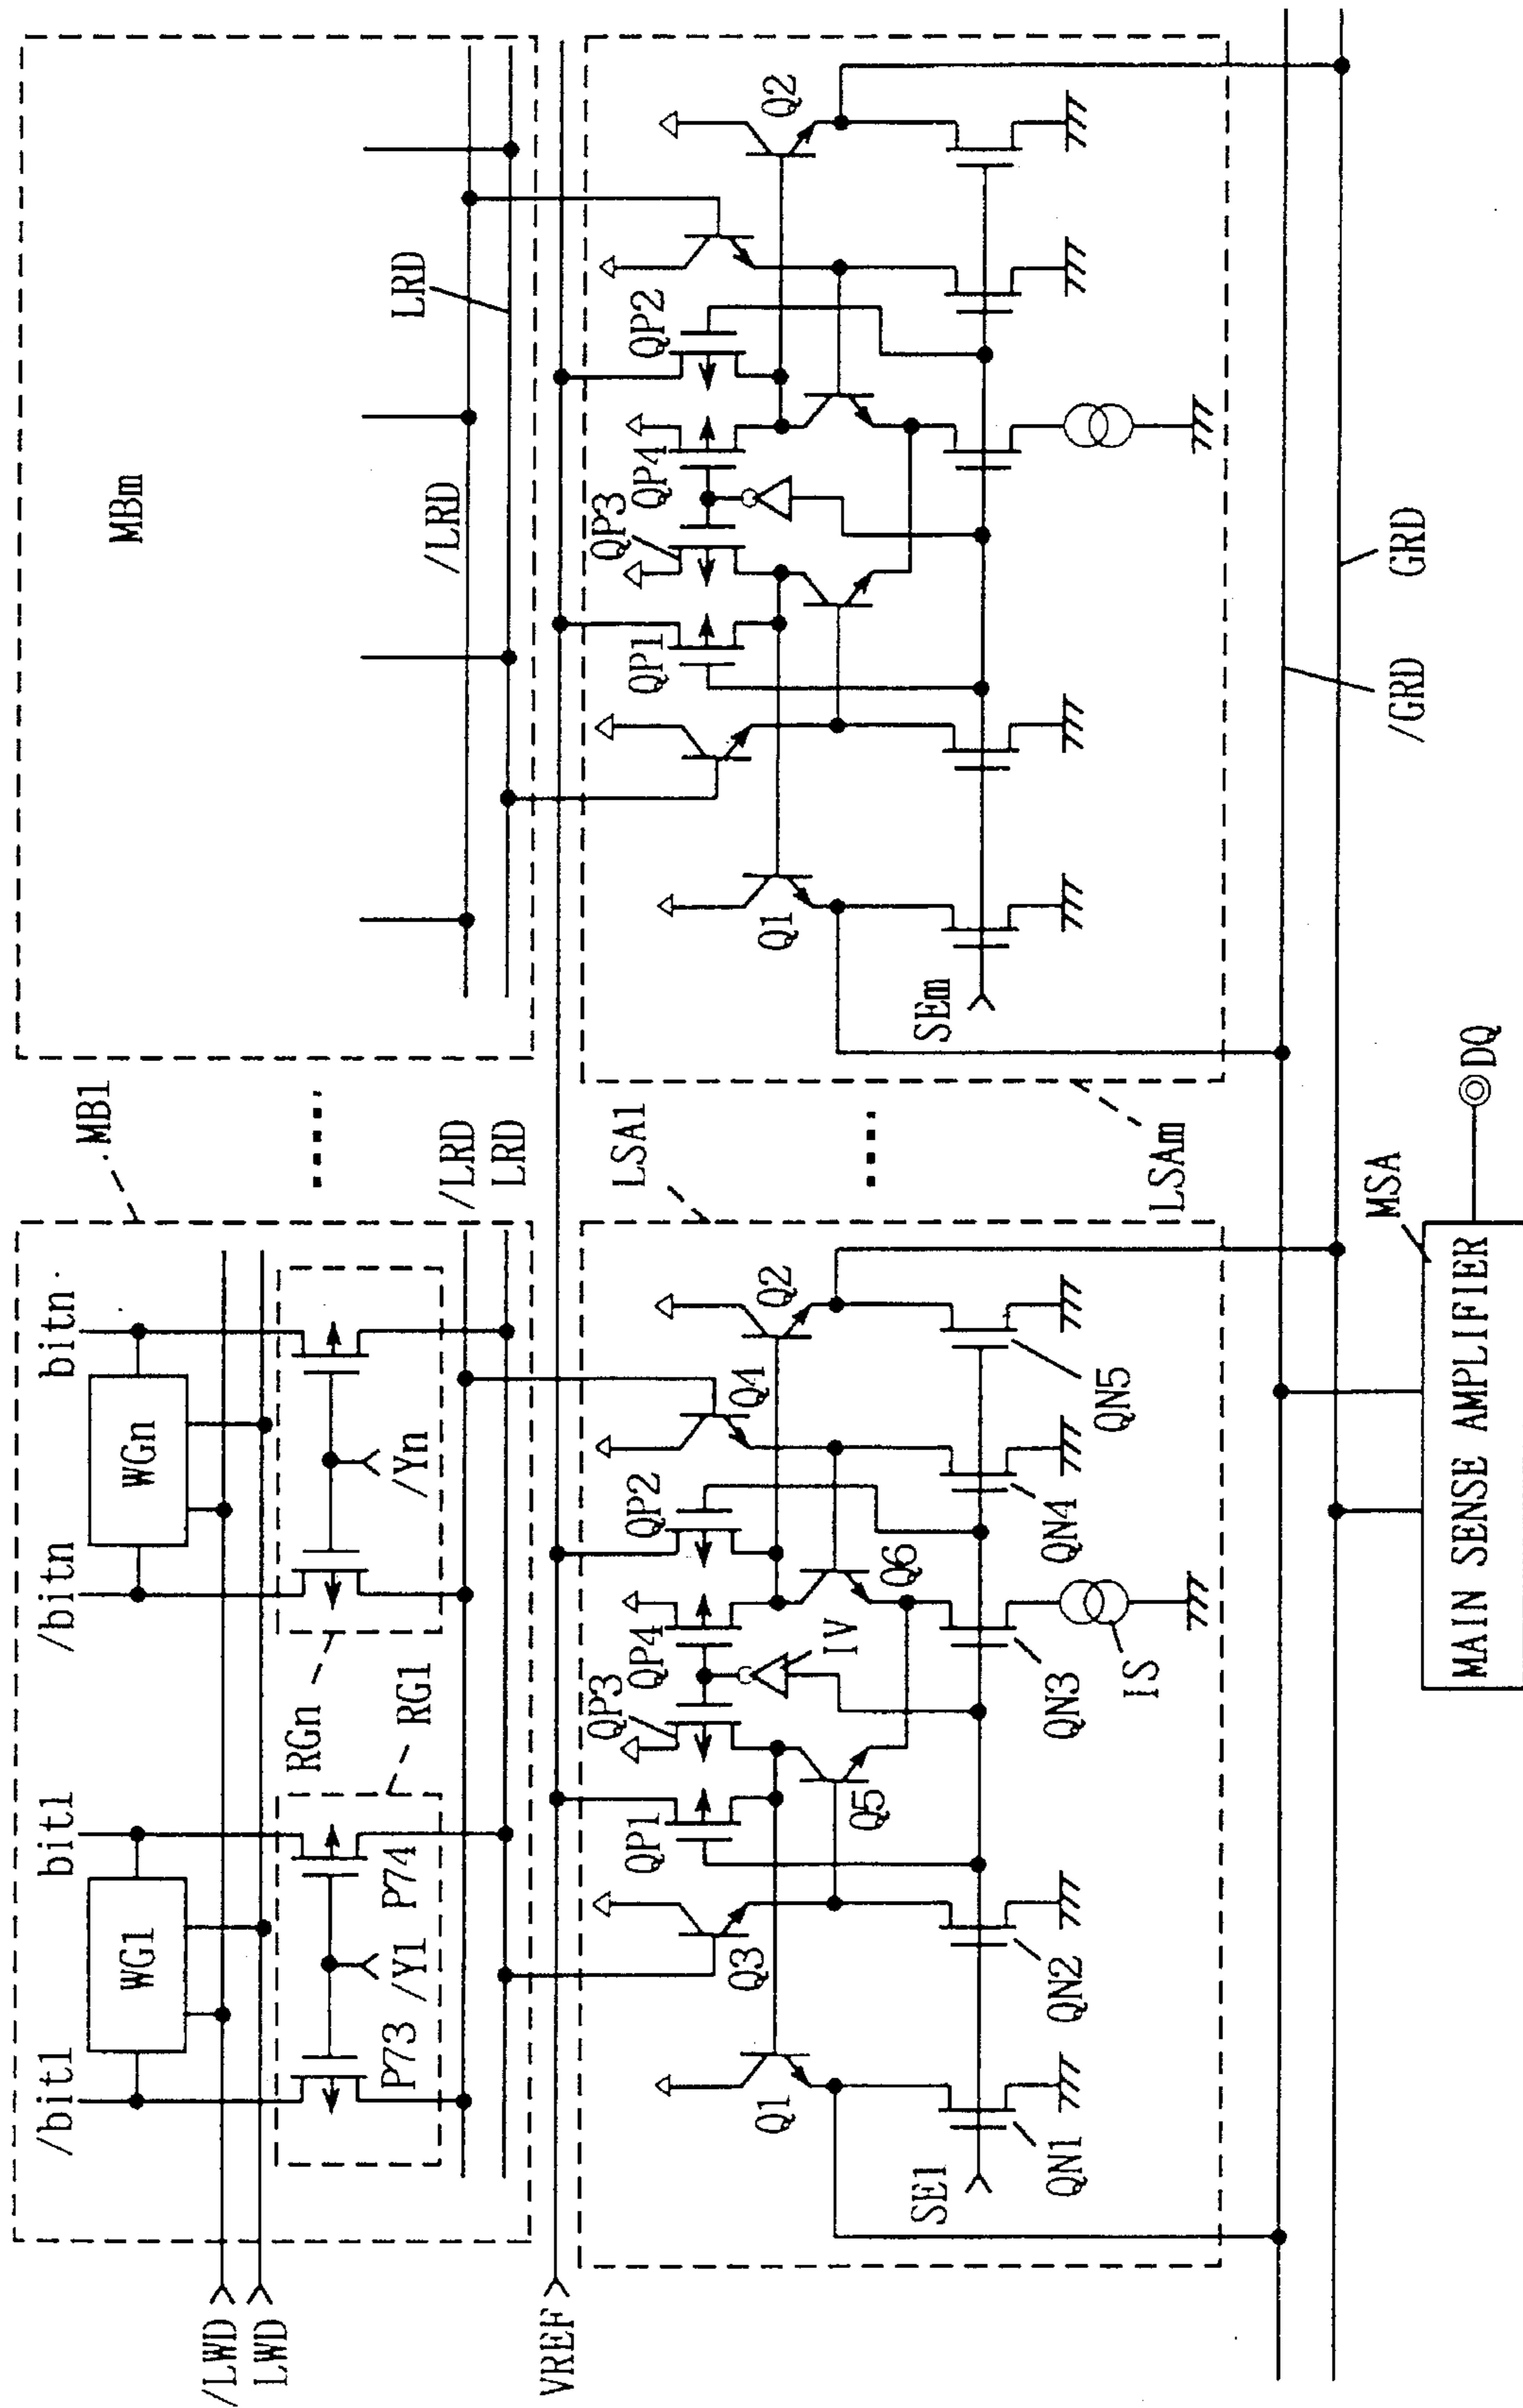 /bit1
bit1
/bitn
bitn
WG1
WGn
MB1
MBm
/LWD
LWD
P73
/Y1
P74
RG1
RGn
/Yn
/LRD
LRD
/LRD
LRD
VREF
LSA1
Q1
Q3
QP1
QP3
QP4
QP2
Q4
Q2
Q5
IV
Q6
SE1
QN1
QN2
QN3
IS
QN4
QN5
LSAm
Q1
QP1
QP3
QP4
QP2
Q2
SEm
/GRD
GRD
MSA
MAIN SENSE AMPLIFIER
DQ